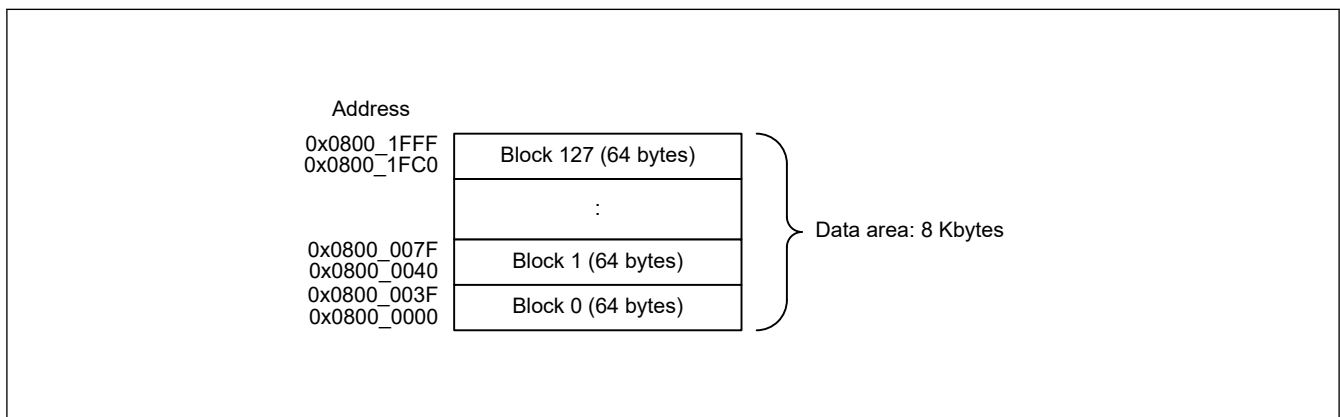 Address
0x0800_1FFF
0x0800_1FC0
Block 127 (64 bytes)
:
0x0800_007F
0x0800_0040
Block 1 (64 bytes)
0x0800_003F
0x0800_0000
Block 0 (64 bytes)
Data area: 8 Kbytes